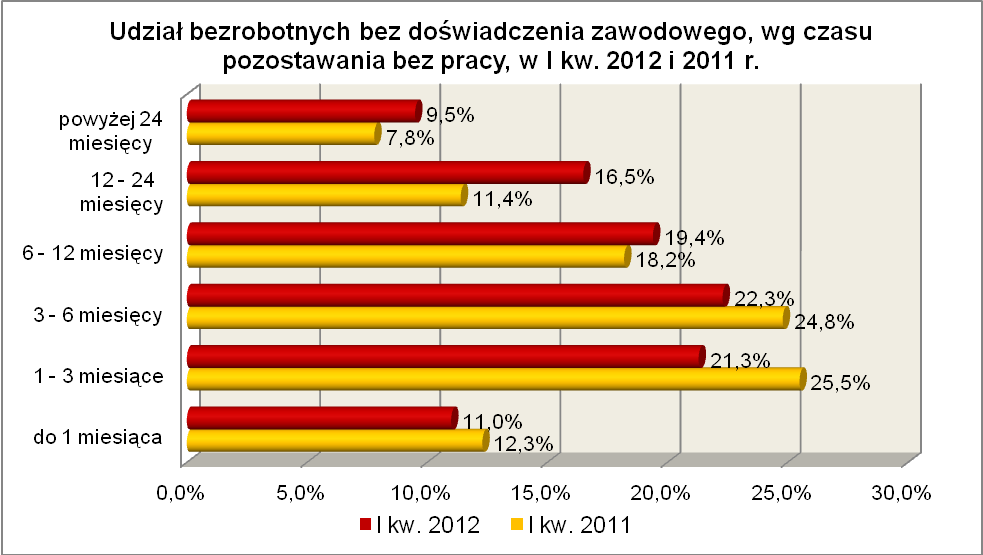 Udział bezrobotnych bez doświadczenia zawodowego, wg czasu
pozostawania bez pracy, w I kw. 2012 i 2011 r.
powyżej 24
miesięcy
9,5%
7,8%
12 - 24
miesięcy
16,5%
11,4%
6 - 12 miesięcy
19,4%
18,2%
3 - 6 miesięcy
22,3%
24,8%
1 - 3 miesiące
21,3%
25,5%
do 1 miesiąca
11,0%
12,3%
0,0% 5,0% 10,0% 15,0% 20,0% 25,0% 30,0%
I kw. 2012 I kw. 2011